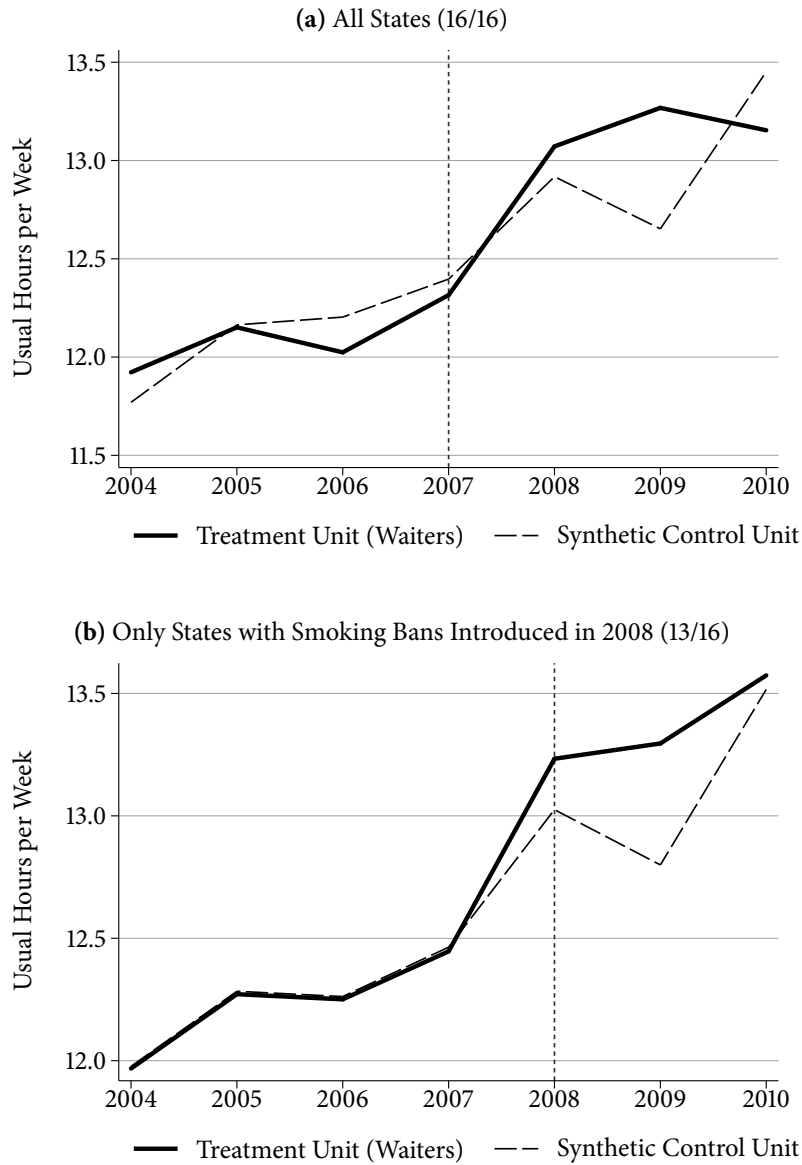 (a) All States (16/16)
Usual Hours per Week
13.5
13.0
12.5
12.0
11.5
2004 2005 2006 2007 2008 2009 2010
Treatment Unit (Waiters) Synthetic Control Unit
(b) Only States with Smoking Bans Introduced in 2008 (13/16)
Usual Hours per Week
13.5
13.0
12.5
12.0
2004 2005 2006 2007 2008 2009 2010
Treatment Unit (Waiters) Synthetic Control Unit